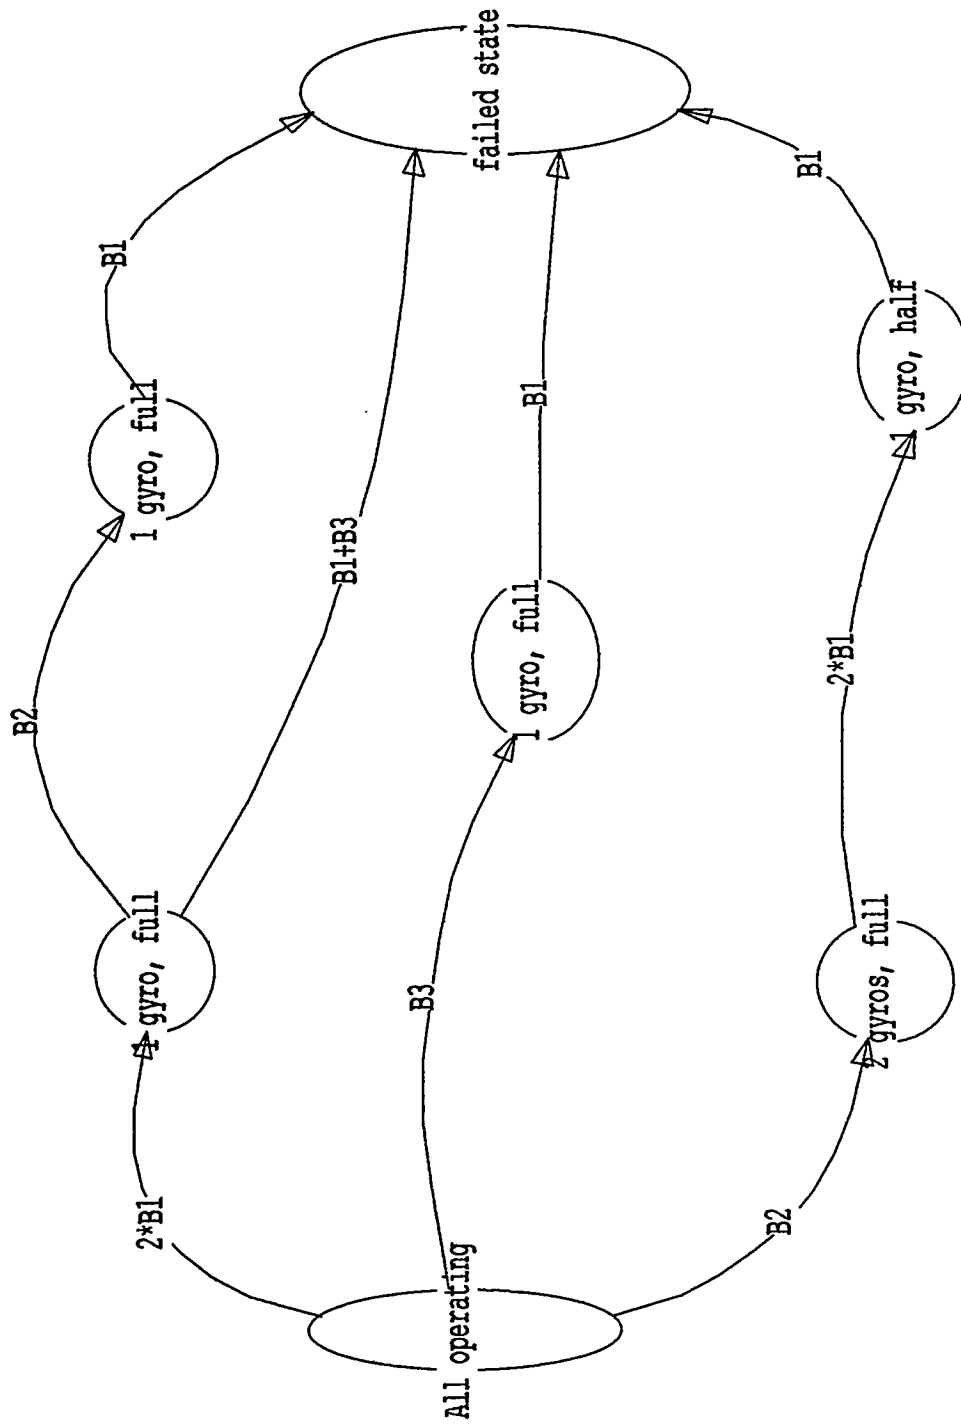 B2
B1
2*B1
1 gyro, full
1 gyro, full
B1+B3
B3
All operating
failed state
1 gyro, full
B1
B2
B1
2*B1
2 gyros, full
1 gyro, half